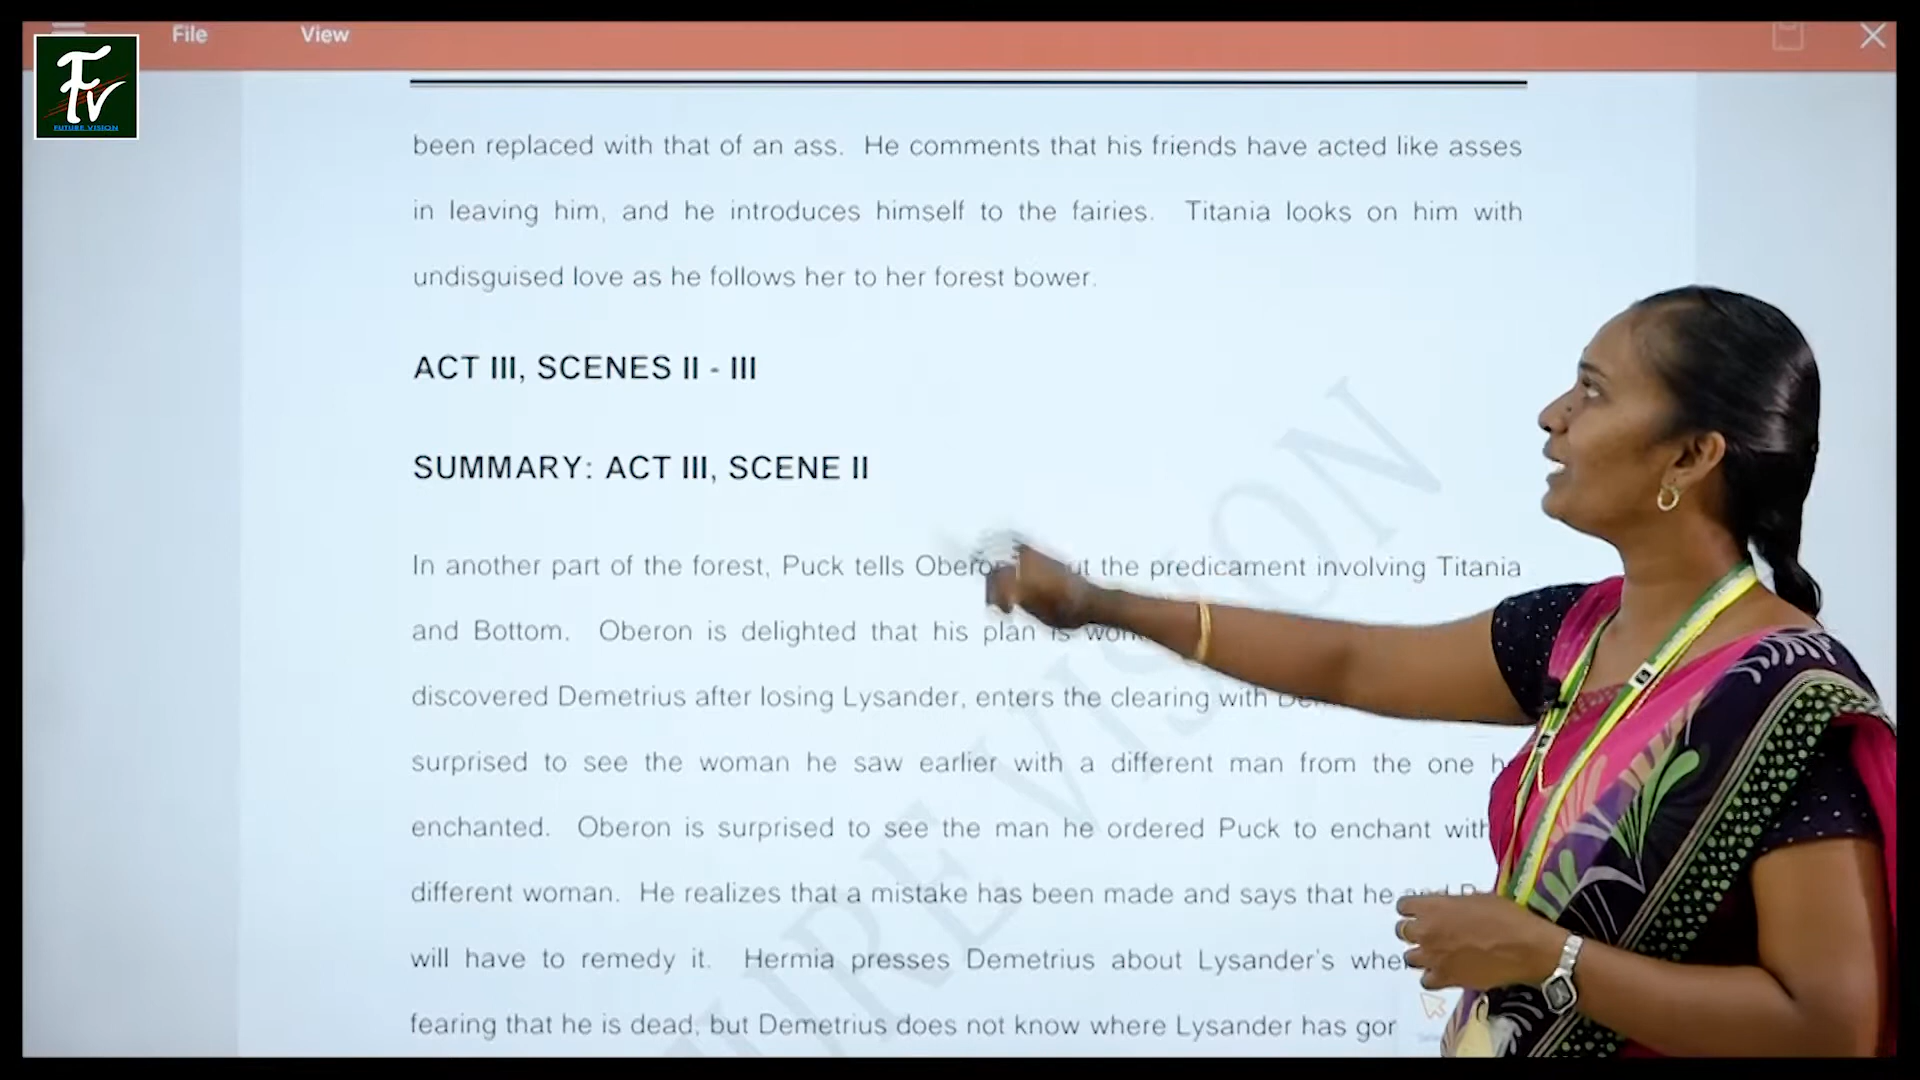 File View
FV
FUTURE VISION
been replaced with that of an ass. He comments that his friends have acted like asses
in leaving him, and he introduces himself to the fairies. Titania looks on him with
undisguised love as he follows her to her forest bower.
ACT III, SCENES II - III
SUMMARY: ACT III, SCENE II
In another part of the forest, Puck tells Oberon the predicament involving Titania
and Bottom. Oberon is delighted that his plan is
discovered Demetrius after losing Lysander, enters the clearing with
surprised to see the woman he saw earlier with a different man from the one
enchanted. Oberon is surprised to see the man he ordered Puck to enchant with
different woman. He realizes that a mistake has been made and says that he and
will have to remedy it. Hermia presses Demetrius about Lysander's
fearing that he is dead, but Demetrius does not know where Lysander has
VISION